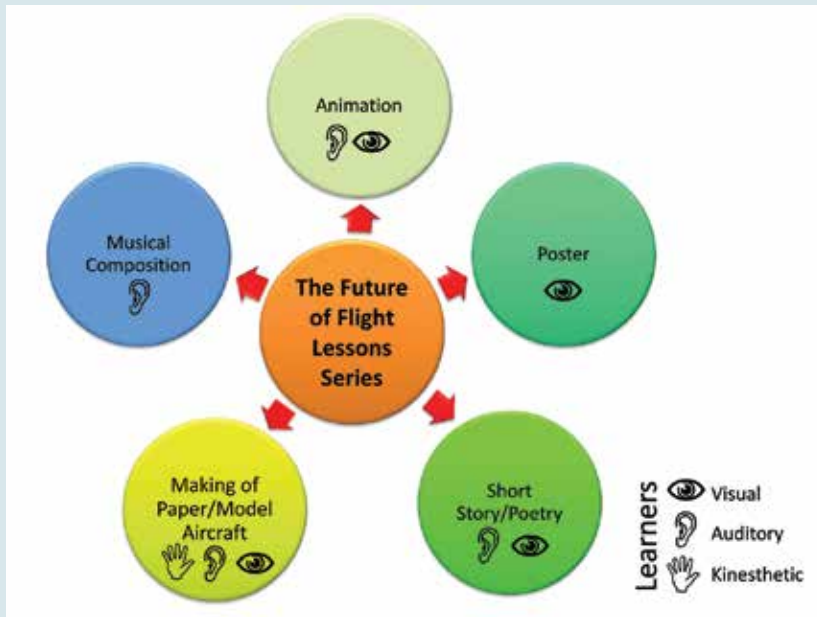 Animation
Musical
Composition
Poster
The Future
of Flight
Lessons
Series
Making of
Paper/Model
Aircraft
Short
Story/Poetry
Learners
Visual
Auditory
Kinesthetic